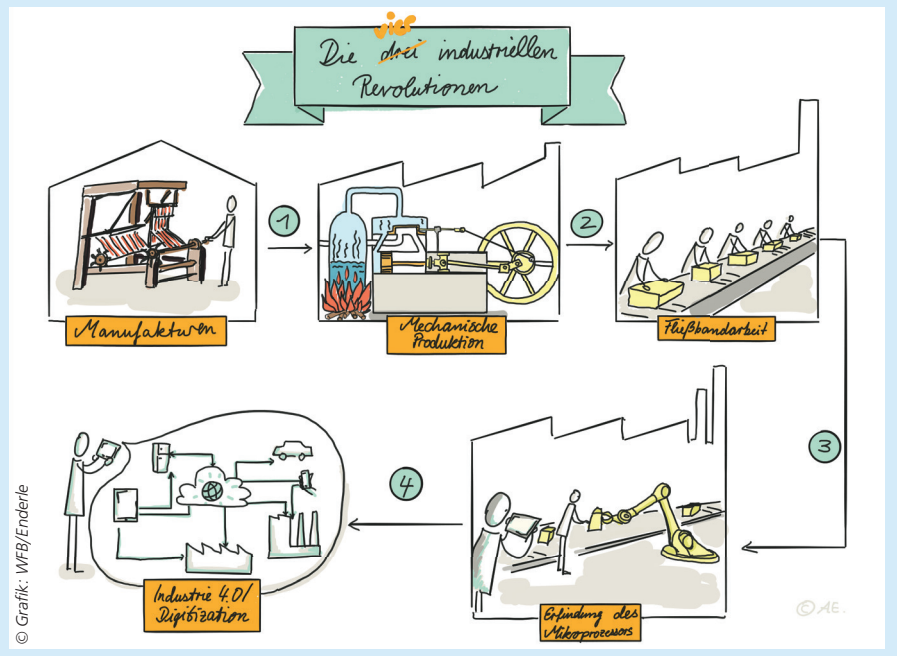 vier
Die drei industriellen
Revolutionen
1
2
Manufakturen
Mechanische
Produktion
Fließbandarbeit
3
4
Industrie 4.0/
Digitization
Erfindung des
Mikroprozessors
© AE.
© Grafik: WFB/Enderle